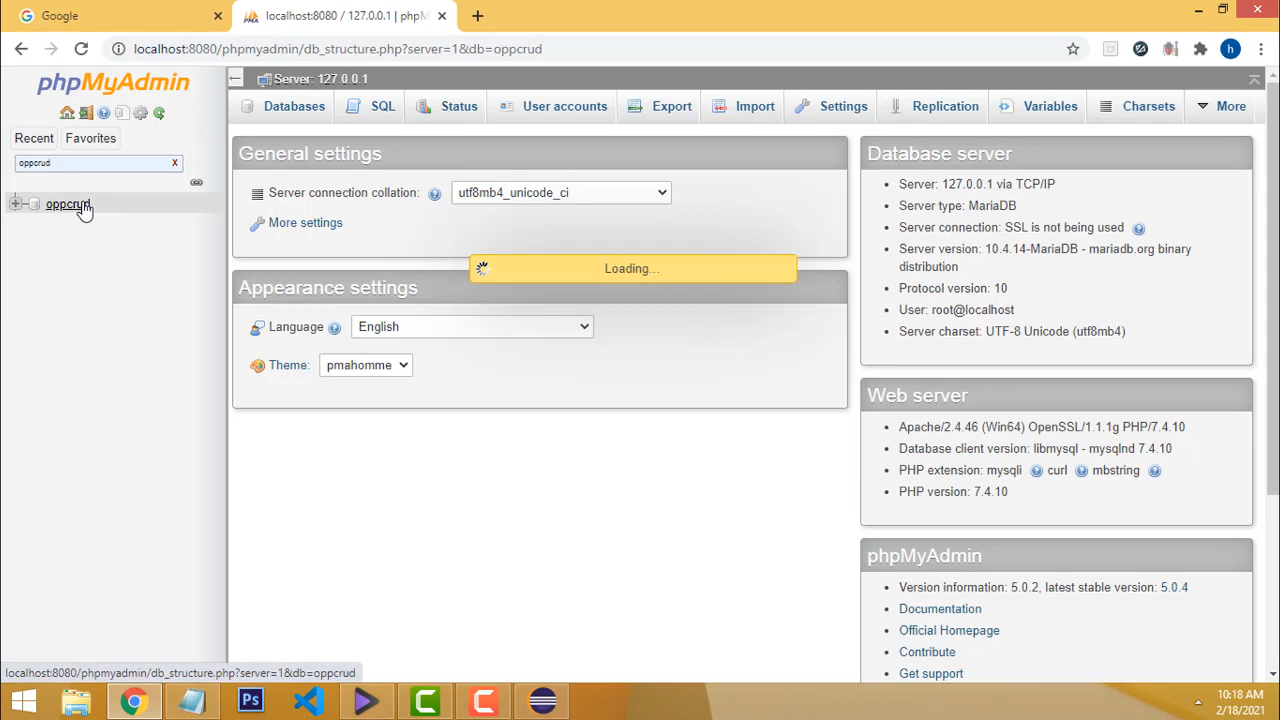 Google x
localhost:8080 / 127.0.0.1 | phpM x +
localhost:8080/phpmyadmin/db_structure.php?server=1&db=oppcrud
h
phpMyAdmin
Recent Favorites
oppcrud X
oppcrud
Server: 127.0.0.1
Databases SQL Status User accounts Export Import Settings Replication Variables Charsets More
General settings
Server connection collation: utf8mb4_unicode_ci
More settings
Loading...
Appearance settings
Language English
Theme: pmahomme
Database server
• Server: 127.0.0.1 via TCP/IP
• Server type: MariaDB
• Server connection: SSL is not being used
• Server version: 10.4.14-MariaDB - mariadb.org binary
distribution
• Protocol version: 10
• User: root@localhost
• Server charset: UTF-8 Unicode (utf8mb4)
Web server
• Apache/2.4.46 (Win64) OpenSSL/1.1.1g PHP/7.4.10
• Database client version: libmysql - mysqlnd 7.4.10
• PHP extension: mysqli curl mbstring
• PHP version: 7.4.10
phpMyAdmin
• Version information: 5.0.2, latest stable version: 5.0.4
• Documentation
• Official Homepage
• Contribute
• Get support
localhost:8080/phpmyadmin/db_structure.php?server=1&db=oppcrud
Ps
10:18 AM
2/18/2021